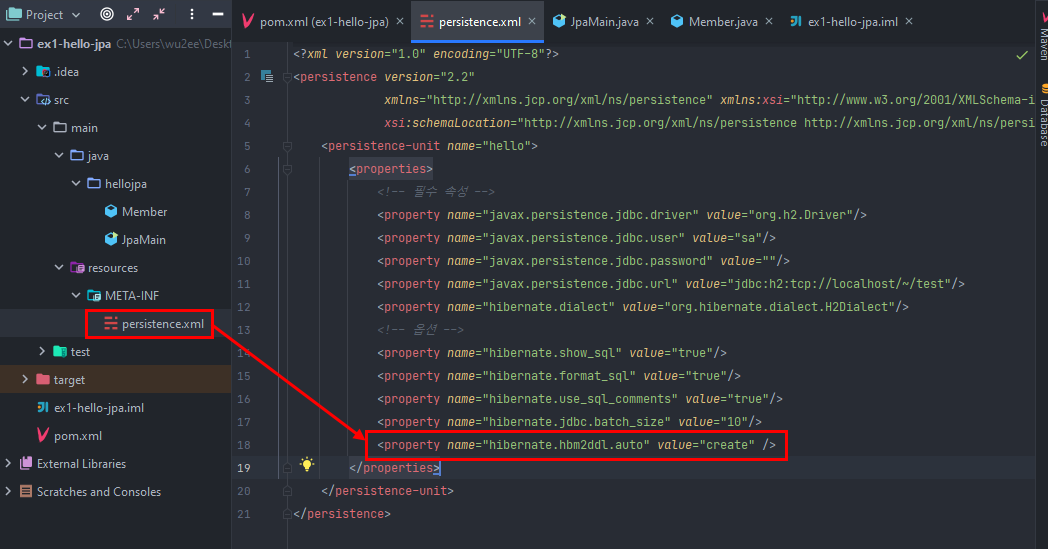 Project
pom.xml (ex1-hello-jpa)
persistence.xml
JpaMain.java
Member.java
ex1-hello-jpa.iml
ex1-hello-jpa C:\Users\wu2ee\Deskt
.idea
src
main
java
hellojpa
Member
JpaMain
resources
META-INF
persistence.xml
test
target
ex1-hello-jpa.iml
pom.xml
External Libraries
Scratches and Consoles
1 <?xml version="1.0" encoding="UTF-8"?>
2 <persistence version="2.2"
3 xmlns="http://xmlns.jcp.org/xml/ns/persistence" xmlns:xsi="http://www.w3.org/2001/XMLSchema-i
4 xsi:schemaLocation="http://xmlns.jcp.org/xml/ns/persistence http://xmlns.jcp.org/xml/ns/persi
5 <persistence-unit name="hello">
6 <properties>
7 <!-- 필수 속성 -->
8 <property name="javax.persistence.jdbc.driver" value="org.h2.Driver"/>
9 <property name="javax.persistence.jdbc.user" value="sa"/>
10 <property name="javax.persistence.jdbc.password" value=""/>
11 <property name="javax.persistence.jdbc.url" value="jdbc:h2:tcp://localhost/~/test"/>
12 <property name="hibernate.dialect" value="org.hibernate.dialect.H2Dialect"/>
13 <!-- 옵션 -->
14 <property name="hibernate.show_sql" value="true"/>
15 <property name="hibernate.format_sql" value="true"/>
16 <property name="hibernate.use_sql_comments" value="true"/>
17 <property name="hibernate.jdbc.batch_size" value="10"/>
18 <property name="hibernate.hbm2ddl.auto" value="create" />
19 </properties>
20 </persistence-unit>
21 </persistence>
Maven
Database